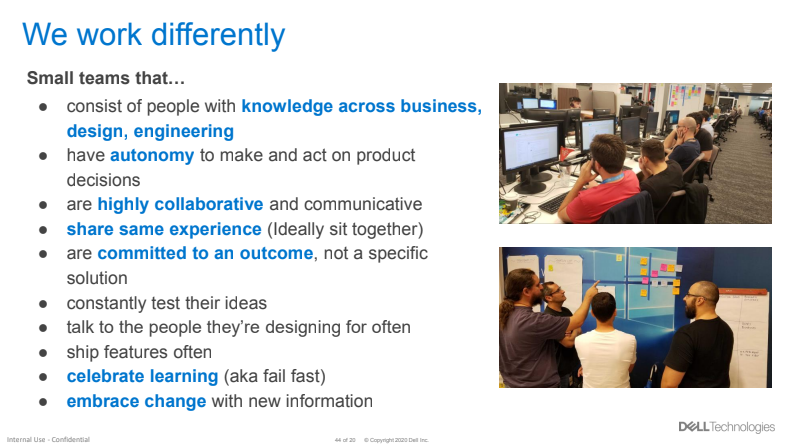 We work differently
Small teams that…
● consist of people with knowledge across business,
design, engineering
● have autonomy to make and act on product
decisions
● are highly collaborative and communicative
● share same experience (Ideally sit together)
● are committed to an outcome, not a specific
solution
● constantly test their ideas
● talk to the people they’re designing for often
● ship features often
● celebrate learning (aka fail fast)
● embrace change with new information
Internal Use - Confidential
44 of 20
© Copyright 2020 Dell Inc.
DELLTechnologies